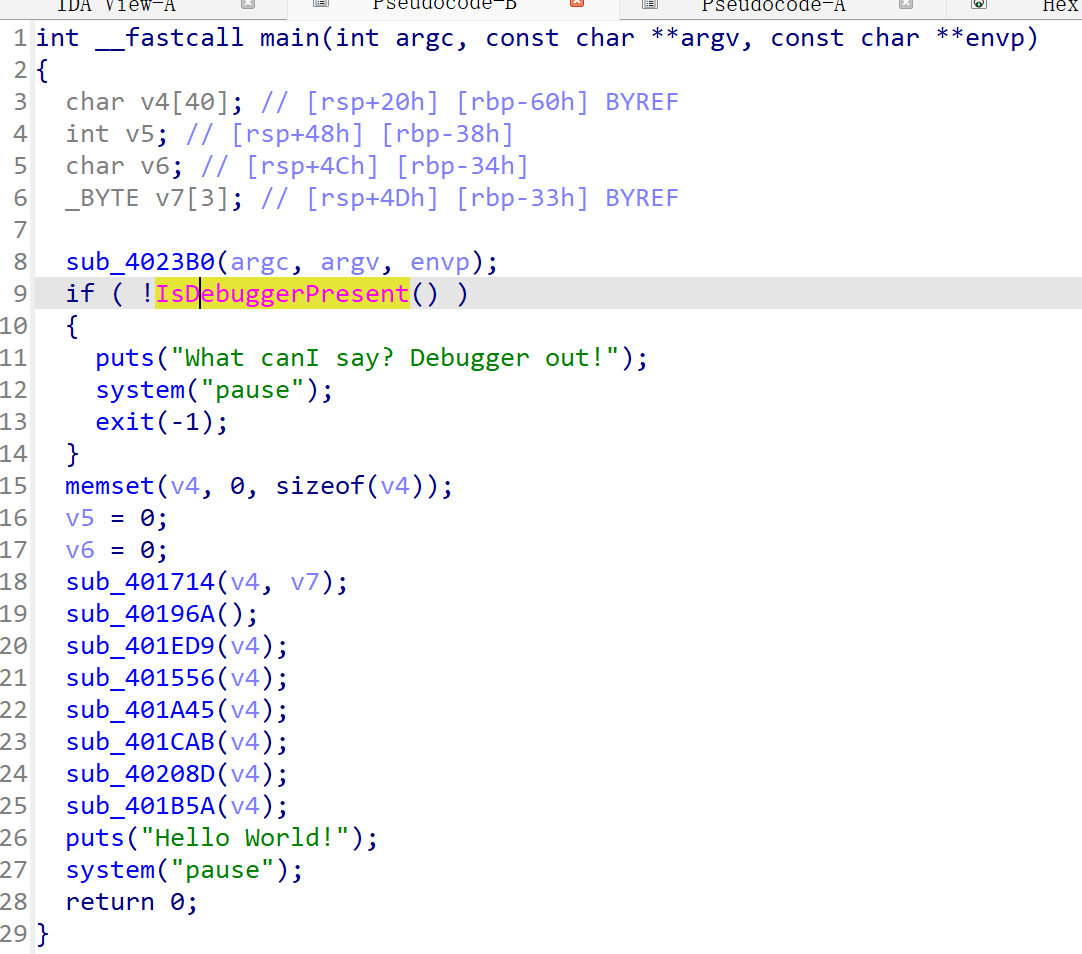 IDA View-A Pseudocode-B Pseudocode-A Hex
1 int __fastcall main(int argc, const char **argv, const char **envp)
2 {
3   char v4[40]; // [rsp+20h] [rbp-60h] BYREF
4   int v5; // [rsp+48h] [rbp-38h]
5   char v6; // [rsp+4Ch] [rbp-34h]
6   _BYTE v7[3]; // [rsp+4Dh] [rbp-33h] BYREF
7
8   sub_4023B0(argc, argv, envp);
9   if ( !IsDebuggerPresent() )
10   {
11     puts("What canI say? Debugger out!");
12     system("pause");
13     exit(-1);
14   }
15   memset(v4, 0, sizeof(v4));
16   v5 = 0;
17   v6 = 0;
18   sub_401714(v4, v7);
19   sub_40196A();
20   sub_401ED9(v4);
21   sub_401556(v4);
22   sub_401A45(v4);
23   sub_401CAB(v4);
24   sub_40208D(v4);
25   sub_401B5A(v4);
26   puts("Hello World!");
27   system("pause");
28   return 0;
29 }